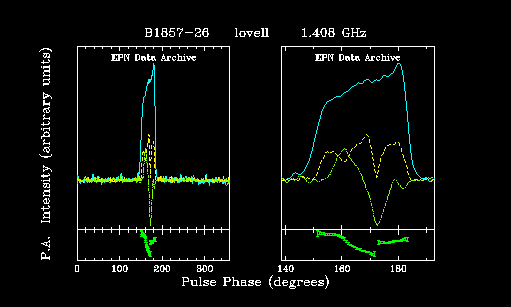 B1857-26 lovell 1.408 GHz
EPN Data Archive EPN Data Archive
P.A. Intensity (arbitrary units)
0 100 200 300 140 160 180
Pulse Phase (degrees)